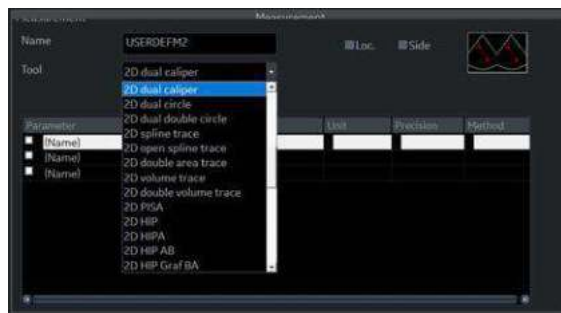 Measurement
Measurement
Name USERDEFM2 Loc. Side
Tool 2D dual caliper
2D dual caliper
2D dual circle
2D dual double circle
2D spline trace
2D open spline trace
2D double area trace
2D volume trace
2D double volume trace
2D PISA
2D HIP
2D HIPA
2D HIP AB
2D HIP Graf BA
Parameter Unit Precision Method
(Name)
(Name)
(Name)